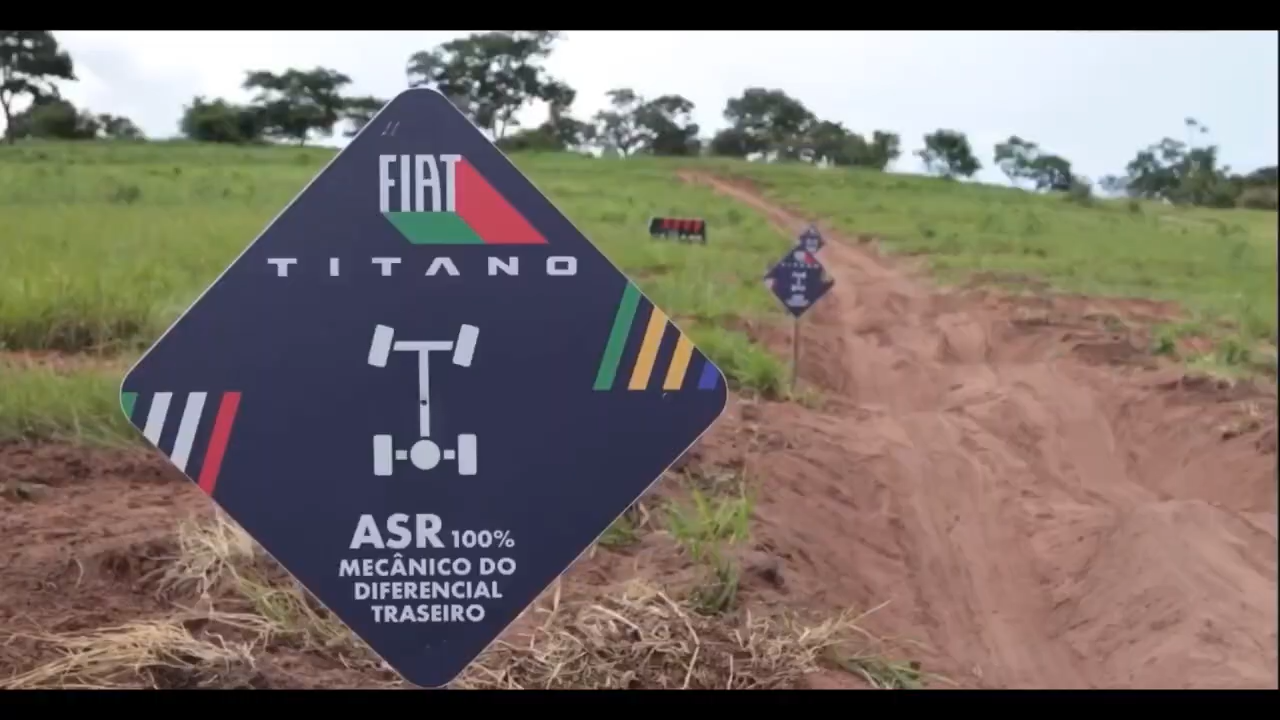 FIAT
TITANO
ASR 100%
MECÂNICO DO
DIFERENCIAL
TRASEIRO